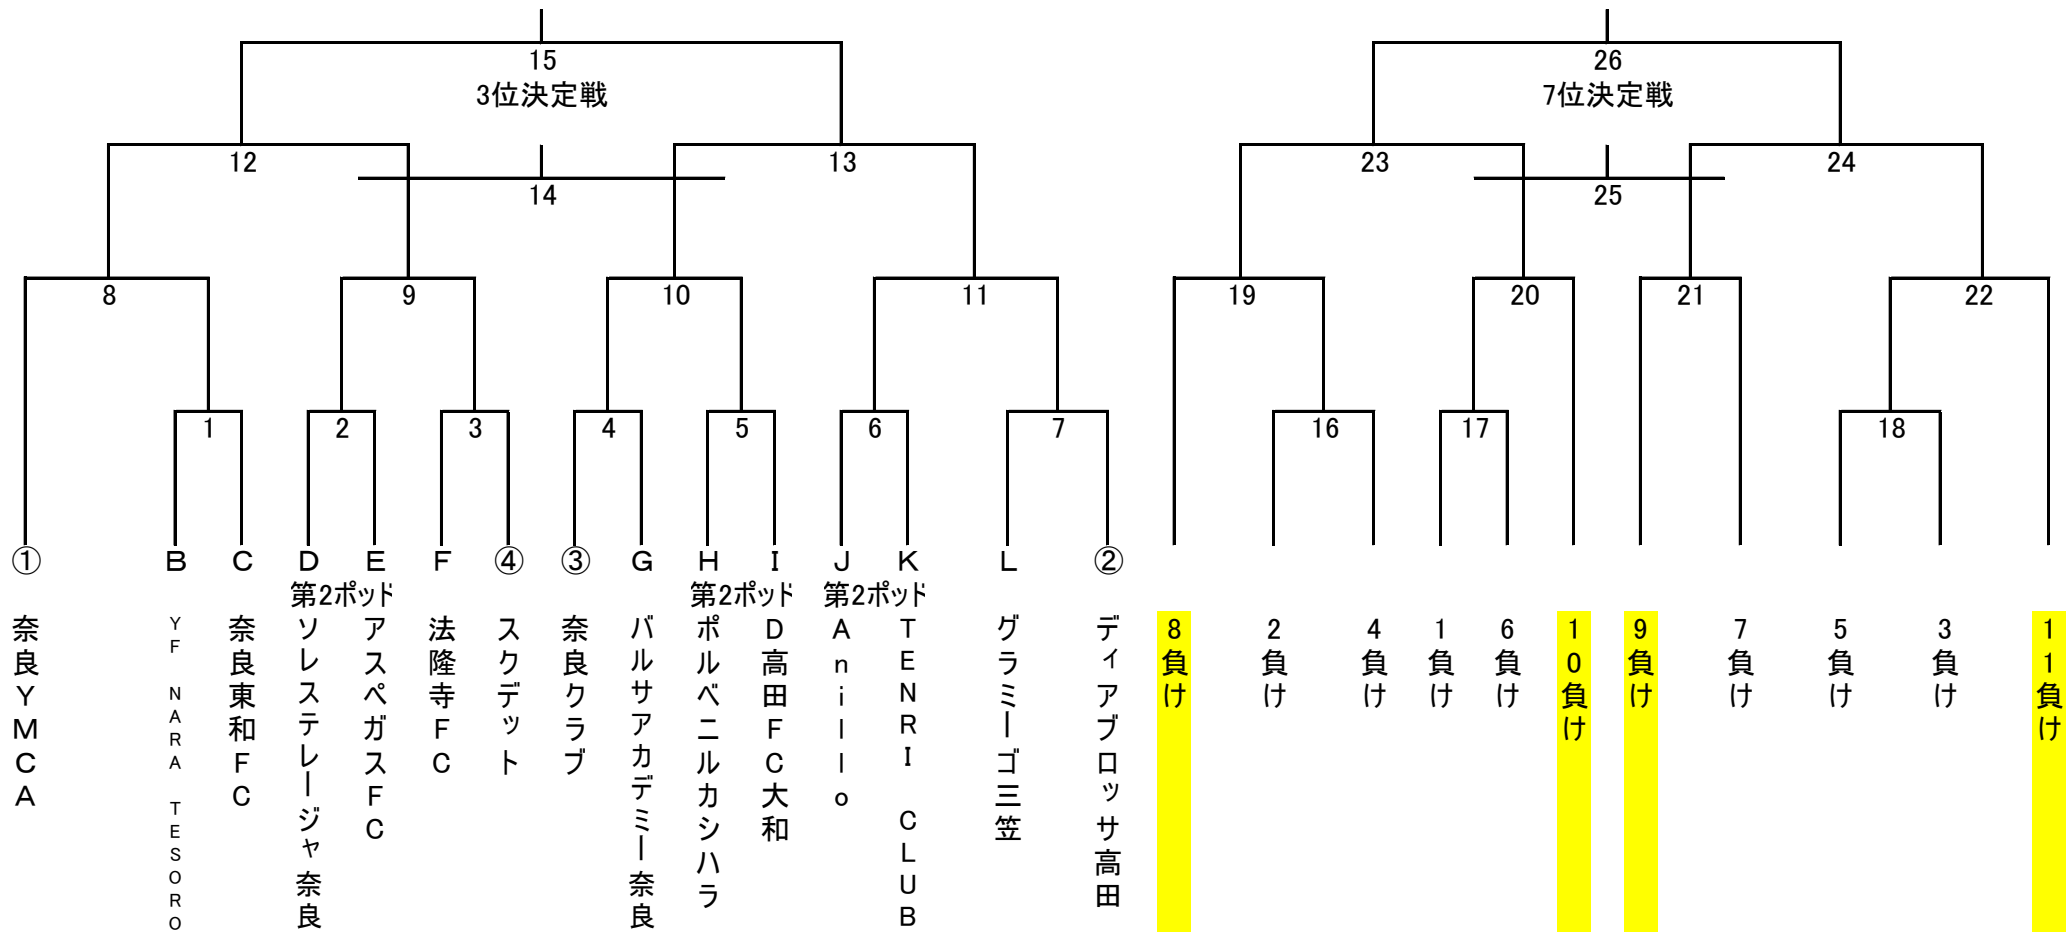 15
26
3位決定戦
7位決定戦
12
13
23
24
14
25
8
9
10
11
19
20
21
22
1
2
3
4
5
6
7
16
17
18
①
B
C
D
E
F
④
③
G
H
I
J
K
L
②
第2ポッド
第2ポッド
第2ポッド
奈良YMCA
YF NARA TESORO
奈良東和FC
ソレステレージャ奈良
アスペガスFC
法隆寺FC
スクデット
奈良クラブ
バルサアカデミー奈良
ポルベニルカシハラ
D高田FC大和
Anillo
TENRI CLUB
グラミーゴ三笠
ディアブロッサ高田
8負け
2負け
4負け
1負け
6負け
10負け
9負け
7負け
5負け
3負け
11負け